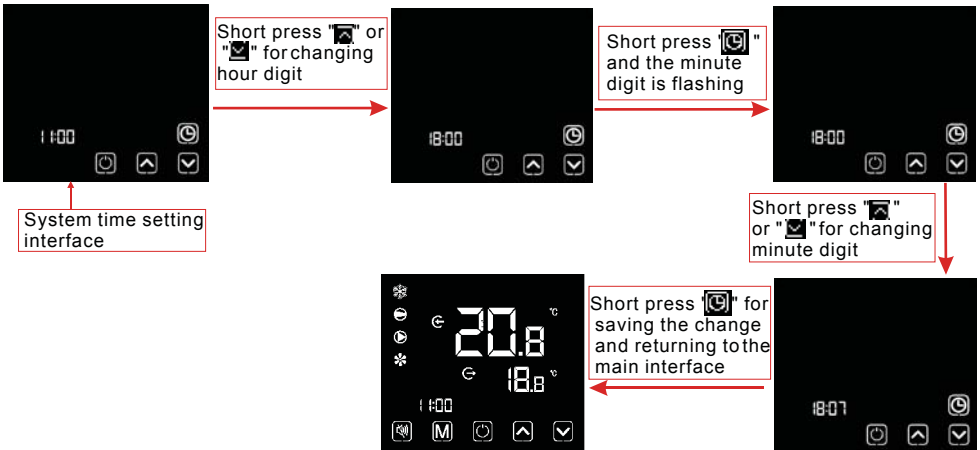 Short press " " or
" " for changing
hour digit
Short press " "
and the minute
digit is flashing
11:00
18:00
18:00
System time setting
interface
Short press " "
or " " for changing
minute digit
20.8 °C
18.8 °C
11:00
M
Short press " " for
saving the change
and returning to the
main interface
18:07